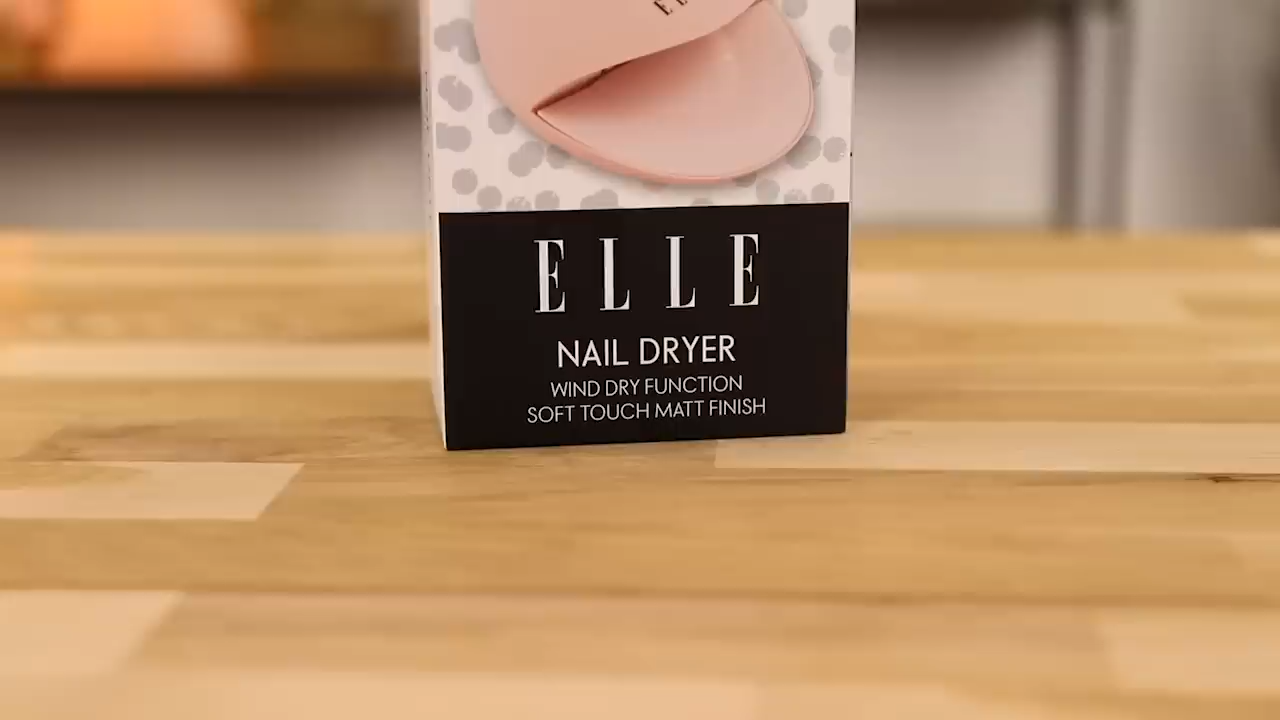 ELLE
NAIL DRYER
WIND DRY FUNCTION
SOFT TOUCH MATT FINISH